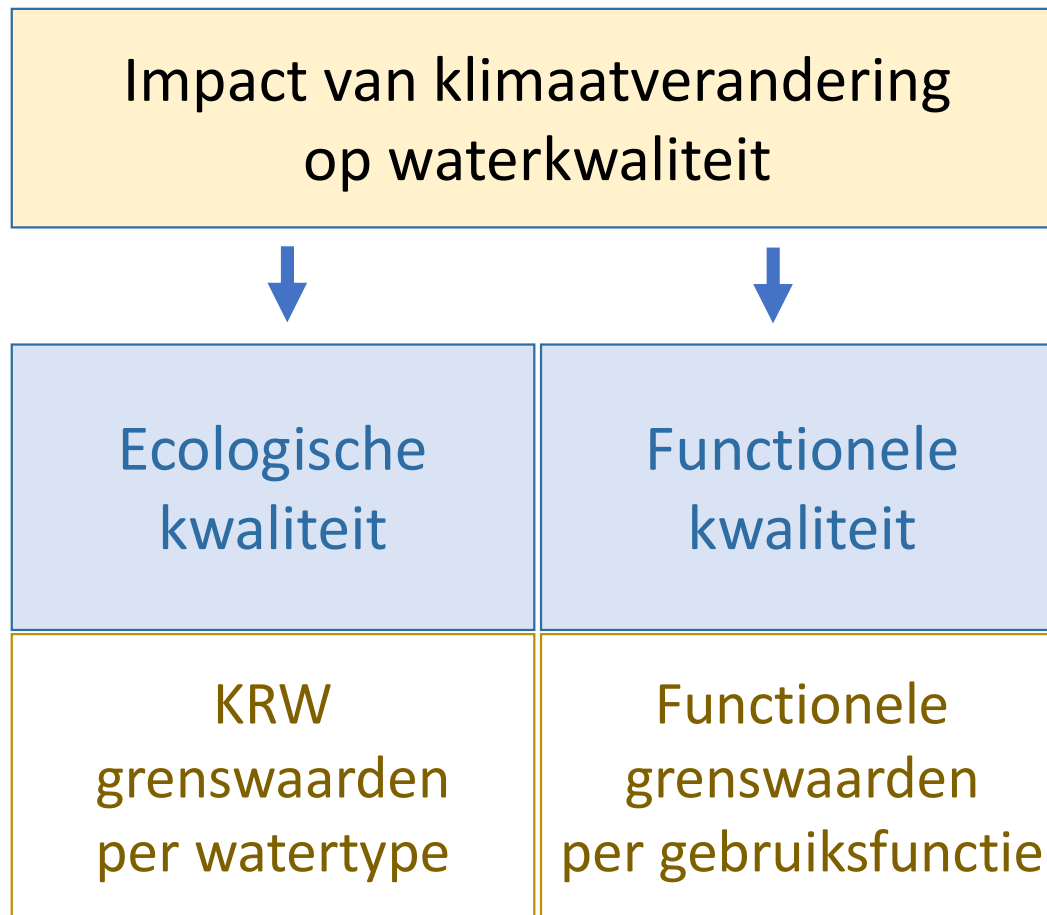 Impact van klimaatverandering
op waterkwaliteit
Ecologische
kwaliteit
Functionele
kwaliteit
KRW
grenswaarden
per watertype
Functionele
grenswaarden
per gebruiksfunctie